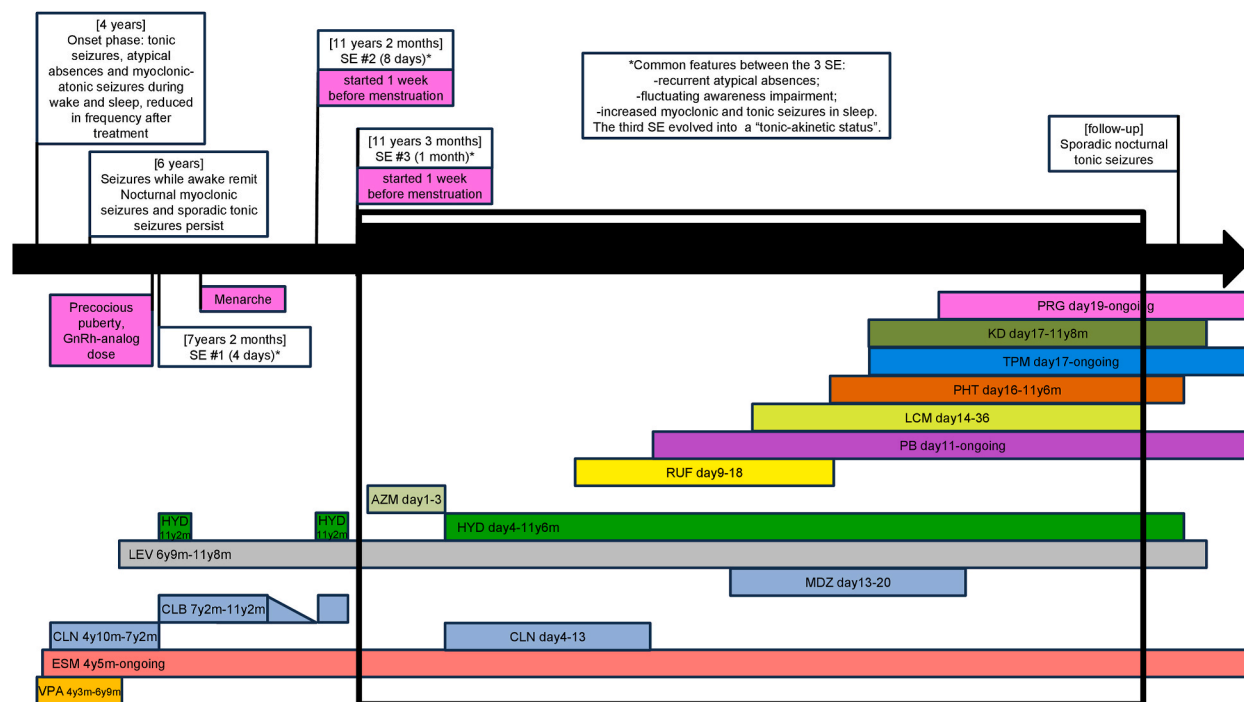 [4 years]
Onset phase: tonic
seizures, atypical
absences and myoclonic-
atonic seizures during
wake and sleep, reduced
in frequency after
treatment
[6 years]
Seizures while awake remit
Nocturnal myoclonic
seizures and sporadic tonic
seizures persist
[11 years 2 months]
SE #2 (8 days)*
started 1 week
before menstruation
[11 years 3 months]
SE #3 (1 month)*
started 1 week
before menstruation
*Common features between the 3 SE:
-recurrent atypical absences;
-fluctuating awareness impairment;
-increased myoclonic and tonic seizures in sleep.
The third SE evolved into a “tonic-akinetic status”.
[follow-up]
Sporadic nocturnal
tonic seizures
Precocious
puberty,
GnRh-analog
dose
Menarche
[7years 2 months]
SE #1 (4 days)*
PRG day19-ongoing
KD day17-11y8m
TPM day17-ongoing
PHT day16-11y6m
LCM day14-36
PB day11-ongoing
RUF day9-18
AZM day1-3
HYD
11y2m
HYD
11y2m
HYD day4-11y6m
LEV 6y9m-11y8m
MDZ day13-20
CLB 7y2m-11y2m
CLN 4y10m-7y2m
CLN day4-13
ESM 4y5m-ongoing
VPA 4y3m-6y9m